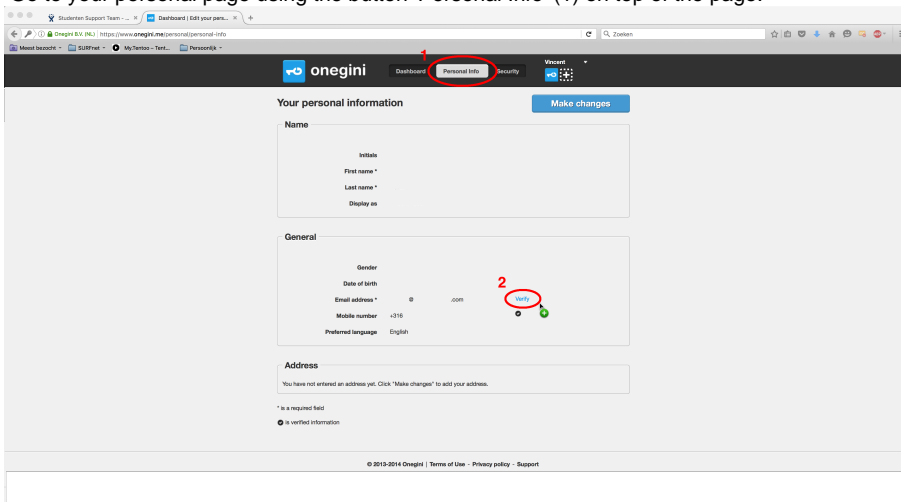 Go to your personal page using the button 'Personal Info' (1) on top of the page.
Studenten Support Team – ... × Dashboard | Edit your pers... × +
Onegini B.V. (NL) https://www.onegini.me/personal/personal-info Zoeken
Meest bezocht SURFnet My.Tentoo – Tent... Persoonlijk
1
onegini Dashboard Personal Info Security Vincent
Your personal information Make changes
Name
Initials
First name *
Last name *
Display as
General
Gender
Date of birth
2
Email address * @ .com Verify
Mobile number +316
Preferred language English
Address
You have not entered an address yet. Click "Make changes" to add your address.
* is a required field
is verified information
© 2013-2014 Onegini | Terms of Use - Privacy policy - Support